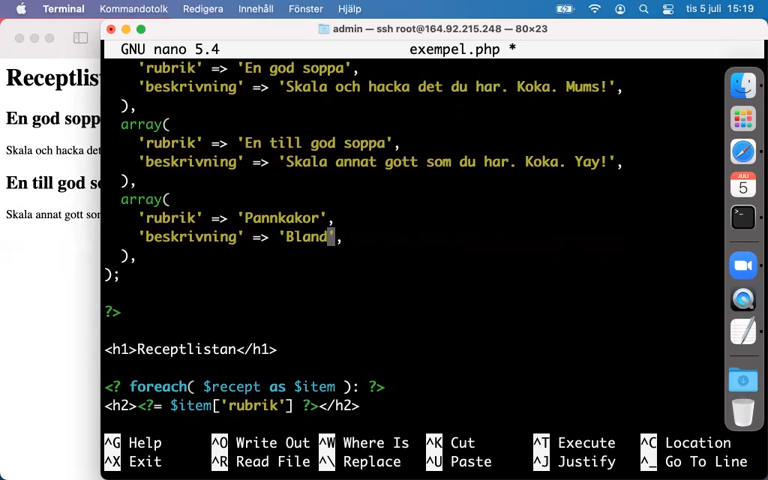 Terminal Kommandotolk Redigera Innehåll Fönster Hjälp tis 5 juli 15:19
admin — ssh root@164.92.215.248 — 80×23
GNU nano 5.4 exempel.php *
'rubrik' => 'En god soppa',
'beskrivning' => 'Skala och hacka det du har. Koka. Mums!',
),
array(
'rubrik' => 'En till god soppa',
'beskrivning' => 'Skala annat gott som du har. Koka. Yay!',
),
array(
'rubrik' => 'Pannkakor',
'beskrivning' => 'Bland',
),
);
?>
<h1>Receptlistan</h1>
<? foreach( $recept as $item ): ?>
<h2><?= $item['rubrik'] ?></h2>
^G Help ^O Write Out ^W Where Is ^K Cut ^T Execute ^C Location
^X Exit ^R Read File ^\ Replace ^U Paste ^J Justify ^_ Go To Line
Receptlis
En god sopp
Skala och hacka det
En till god so
Skala annat gott son
JULI
5